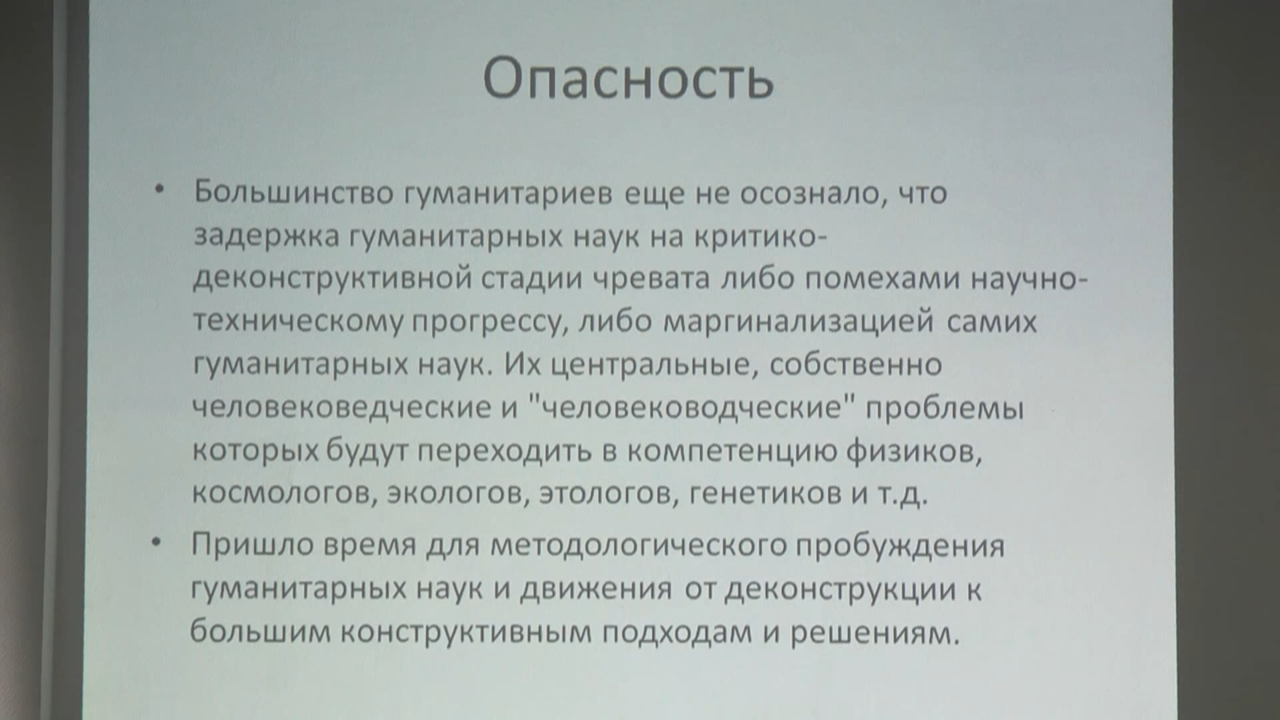 Опасность
• Большинство гуманитариев еще не осознало, что
задержка гуманитарных наук на критико-
деконструктивной стадии чревата либо помехами научно-
техническому прогрессу, либо маргинализацией самих
гуманитарных наук. Их центральные, собственно
человековедческие и "человеководческие" проблемы
которых будут переходить в компетенцию физиков,
космологов, экологов, этологов, генетиков и т.д.
• Пришло время для методологического пробуждения
гуманитарных наук и движения от деконструкции к
большим конструктивным подходам и решениям.